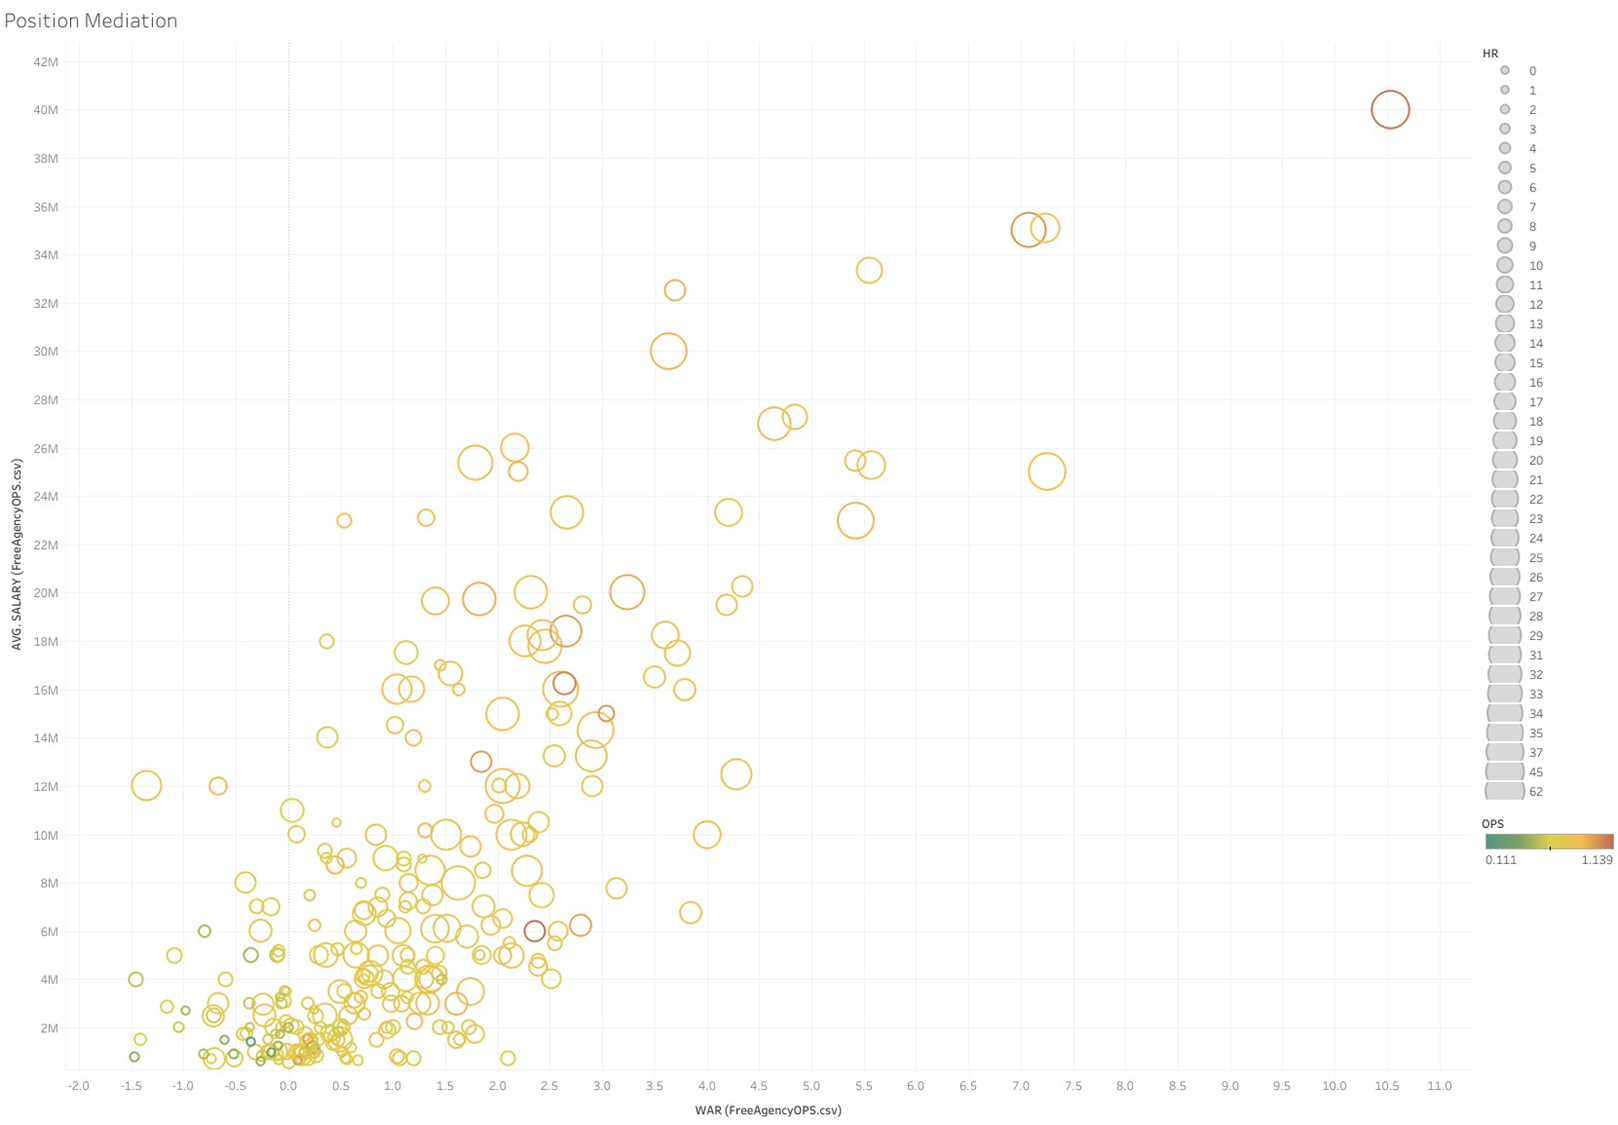 Position Mediation
42M
40M
38M
36M
34M
32M
30M
28M
26M
24M
22M
20M
18M
16M
14M
12M
10M
8M
6M
4M
2M
AVG. SALARY (FreeAgencyOPS.csv)
-2.0 -1.5 -1.0 -0.5 0.0 0.5 1.0 1.5 2.0 2.5 3.0 3.5 4.0 4.5 5.0 5.5 6.0 6.5 7.0 7.5 8.0 8.5 9.0 9.5 10.0 10.5 11.0
WAR (FreeAgencyOPS.csv)
HR
0
1
2
3
4
5
6
7
8
9
10
11
12
13
14
15
16
17
18
19
20
21
22
23
24
25
26
27
28
29
31
32
33
34
35
37
45
62
OPS
0.111 1.139